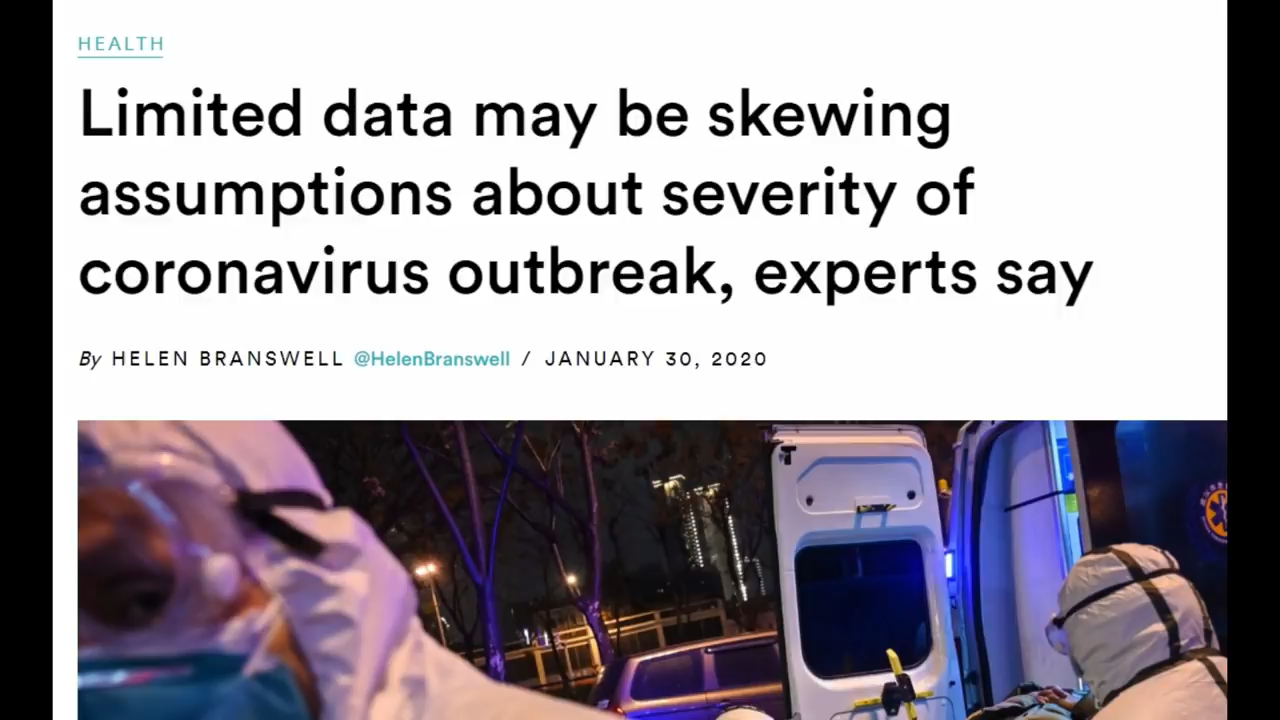 HEALTH
Limited data may be skewing
assumptions about severity of
coronavirus outbreak, experts say
By HELEN BRANSWELL @HelenBranswell / JANUARY 30, 2020